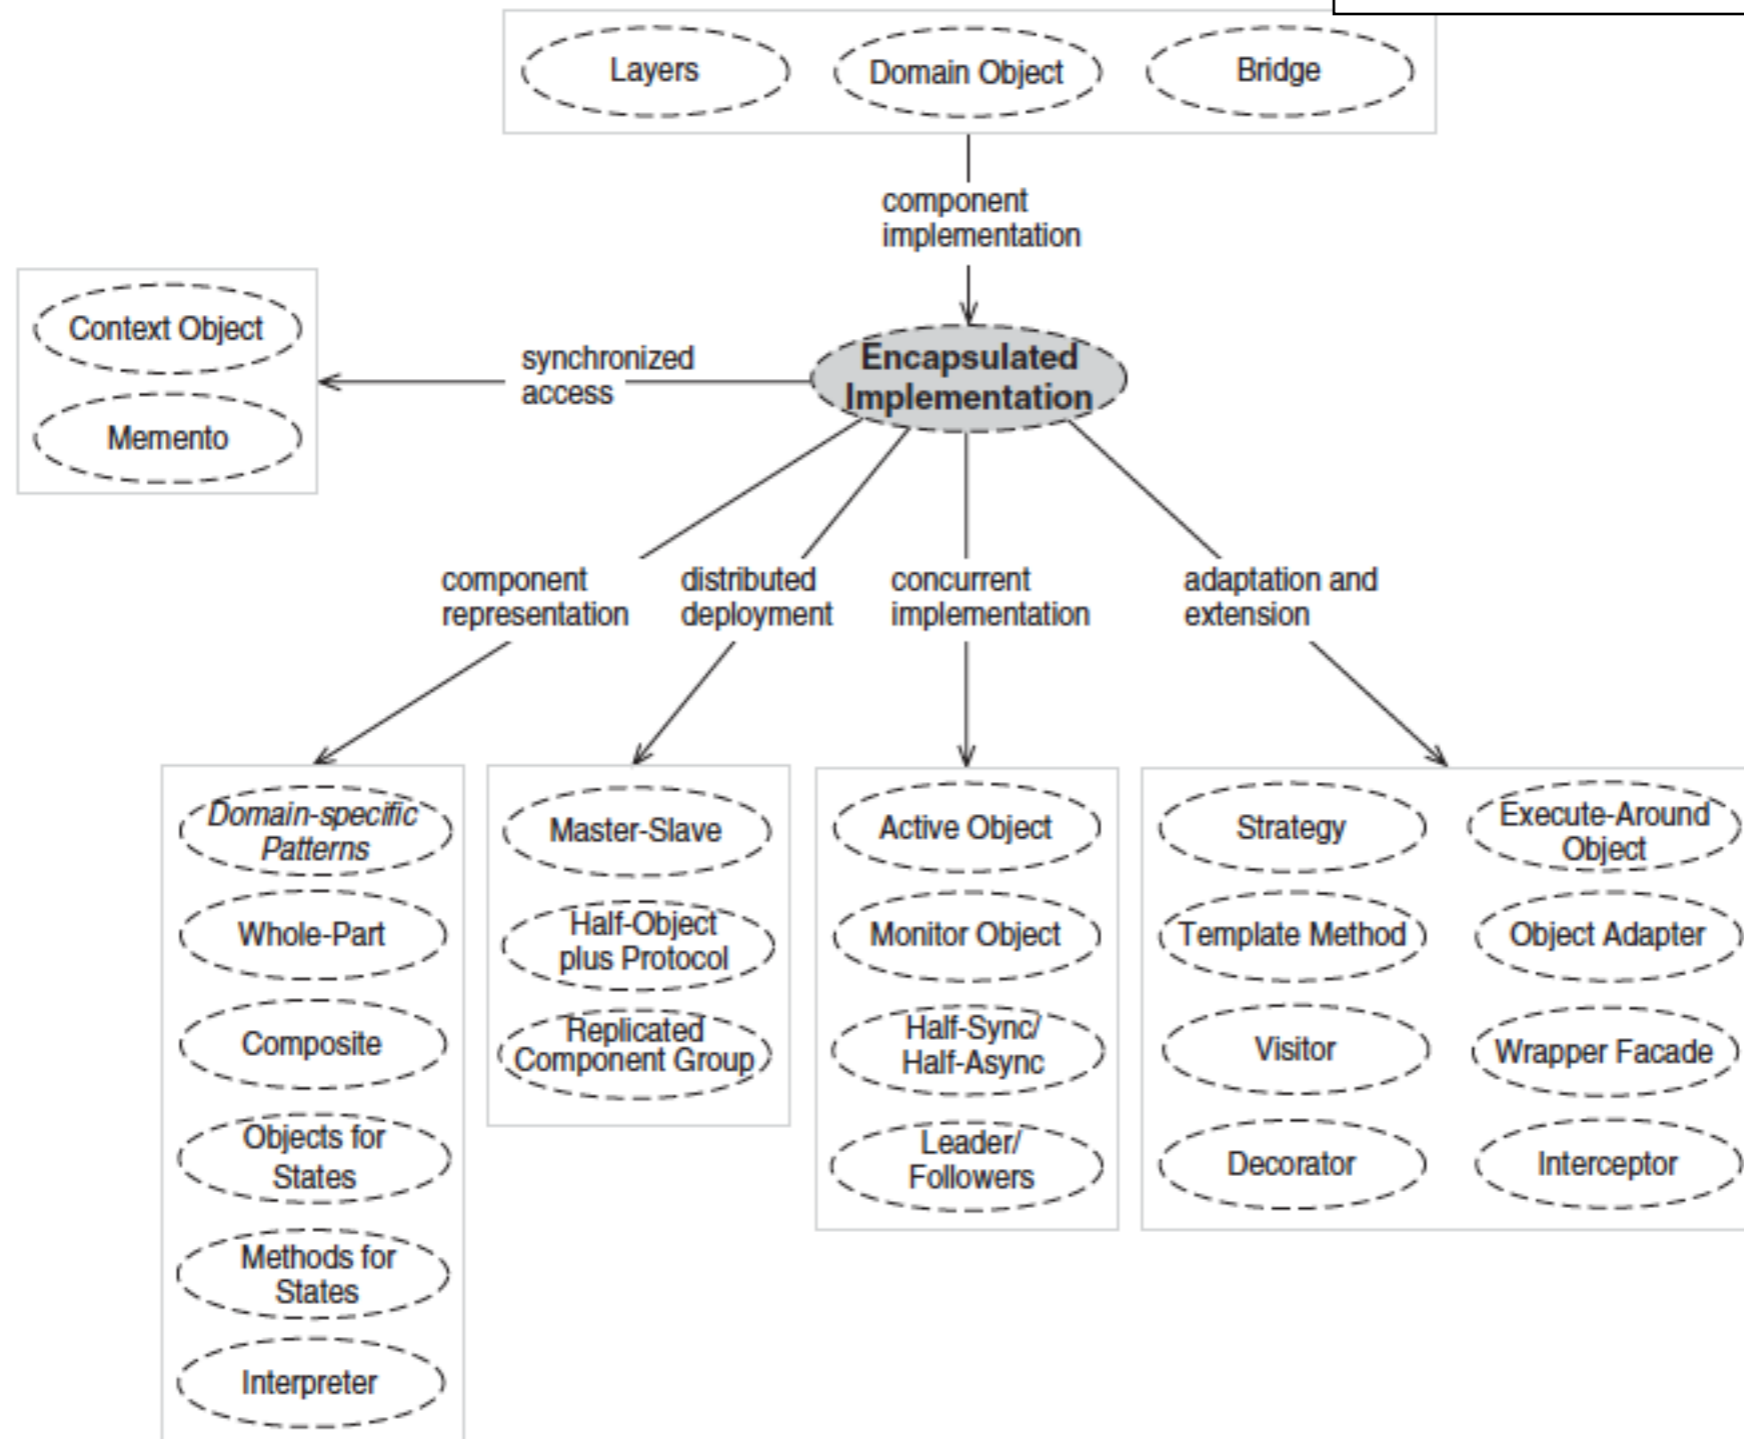 Layers
Domain Object
Bridge
component
implementation
Context Object
Memento
synchronized
access
Encapsulated
Implementation
component
representation
distributed
deployment
concurrent
implementation
adaptation and
extension
Domain-specific
Patterns
Whole-Part
Composite
Objects for
States
Methods for
States
Interpreter
Master-Slave
Half-Object
plus Protocol
Replicated
Component Group
Active Object
Monitor Object
Half-Sync/
Half-Async
Leader/
Followers
Strategy
Template Method
Visitor
Decorator
Execute-Around
Object
Object Adapter
Wrapper Facade
Interceptor